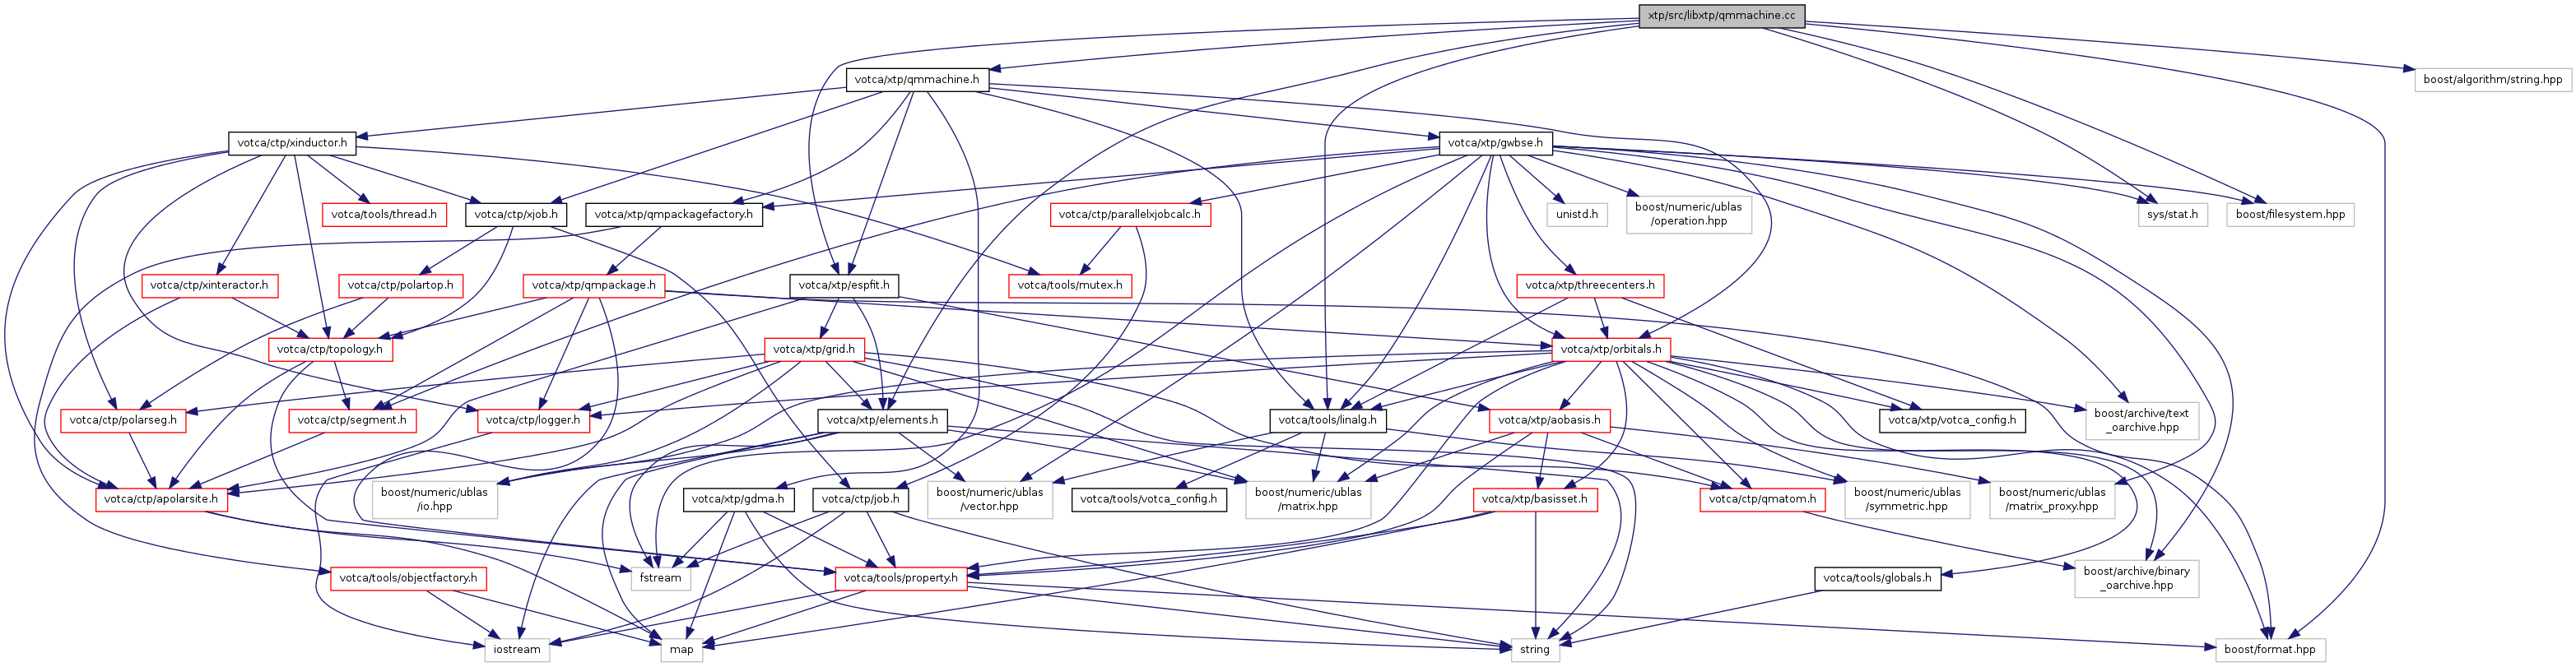 xtp/src/libxtp/qmmachine.cc
votca/xtp/qmmachine.h
boost/algorithm/string.hpp
votca/ctp/xinductor.h
votca/xtp/gwbse.h
votca/tools/thread.h
votca/ctp/xjob.h
votca/xtp/qmpackagefactory.h
votca/ctp/parallelxjobcalc.h
unistd.h
boost/numeric/ublas
/operation.hpp
sys/stat.h
boost/filesystem.hpp
votca/ctp/xinteractor.h
votca/ctp/polartop.h
votca/xtp/qmpackage.h
votca/xtp/espfit.h
votca/tools/mutex.h
votca/xtp/threecenters.h
votca/ctp/topology.h
votca/xtp/grid.h
votca/xtp/orbitals.h
votca/ctp/polarseg.h
votca/ctp/segment.h
votca/ctp/logger.h
votca/xtp/elements.h
votca/tools/linalg.h
votca/xtp/aobasis.h
votca/xtp/votca_config.h
boost/archive/text
_oarchive.hpp
votca/ctp/apolarsite.h
boost/numeric/ublas
/io.hpp
votca/xtp/gdma.h
votca/ctp/job.h
boost/numeric/ublas
/vector.hpp
votca/tools/votca_config.h
boost/numeric/ublas
/matrix.hpp
votca/xtp/basisset.h
votca/ctp/qmatom.h
boost/numeric/ublas
/symmetric.hpp
boost/numeric/ublas
/matrix_proxy.hpp
votca/tools/objectfactory.h
fstream
votca/tools/property.h
votca/tools/globals.h
boost/archive/binary
_oarchive.hpp
iostream
map
string
boost/format.hpp